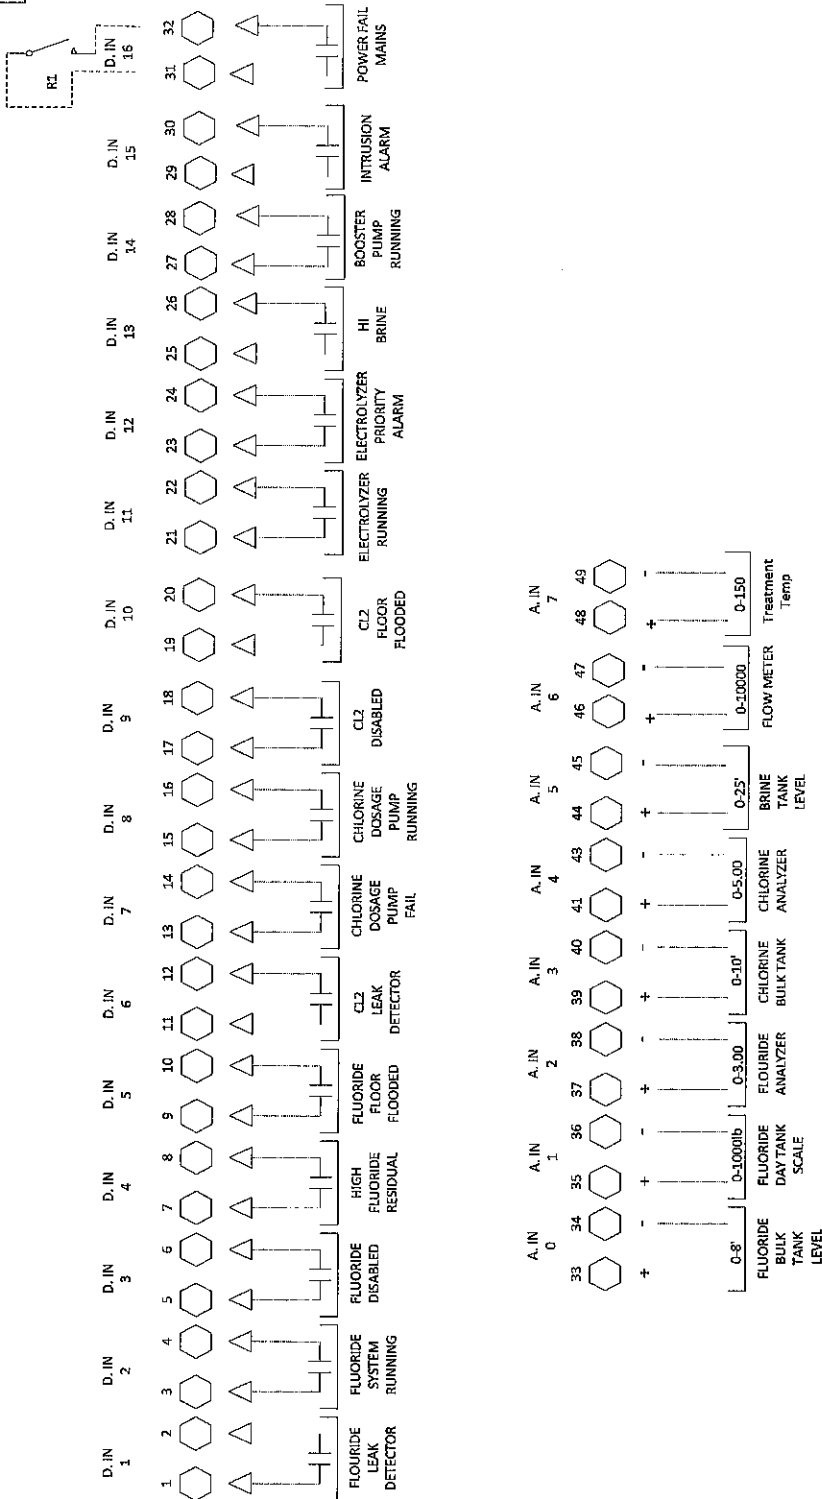 D. IN
1
1 2
FLOURIDE
LEAK
DETECTOR
D. IN
2
3 4
FLUORIDE
SYSTEM
RUNNING
D. IN
3
5 6
FLUORIDE
DISABLED
D. IN
4
7 8
HIGH
FLUORIDE
RESIDUAL
D. IN
5
9 10
FLUORIDE
FLOOR
FLOODED
D. IN
6
11 12
CL2
LEAK
DETECTOR
D. IN
7
13 14
CHLORINE
DOSAGE
PUMP
FAIL
D. IN
8
15 16
CHLORINE
DOSAGE
PUMP
RUNNING
D. IN
9
17 18
CL2
DISABLED
D. IN
10
19 20
CL2
FLOOR
FLOODED
D. IN
11
21 22
ELECTROLYZER
RUNNING
D. IN
12
23 24
ELECTROLYZER
PRIORITY
ALARM
D. IN
13
25 26
HI
BRINE
D. IN
14
27 28
BOOSTER
PUMP
RUNNING
D. IN
15
29 30
INTRUSION
ALARM
R1
D. IN
16
31 32
POWER FAIL
MAINS
A. IN
0
33 34
+ -
0-8'
FLUORIDE
BULK
TANK
LEVEL
A. IN
1
35 36
+ -
0-1000lb
FLUORIDE
DAY TANK
SCALE
A. IN
2
37 38
+ -
0-3.00
FLOURIDE
ANALYZER
A. IN
3
39 40
+ -
0-10'
CHLORINE
BULK TANK
A. IN
4
41 43
+ -
0-5.00
CHLORINE
ANALYZER
A. IN
5
44 45
+ -
0-25'
BRINE
TANK
LEVEL
A. IN
6
46 47
+ -
0-10000
FLOW METER
A. IN
7
48 49
+ -
0-150
Treatment
Temp